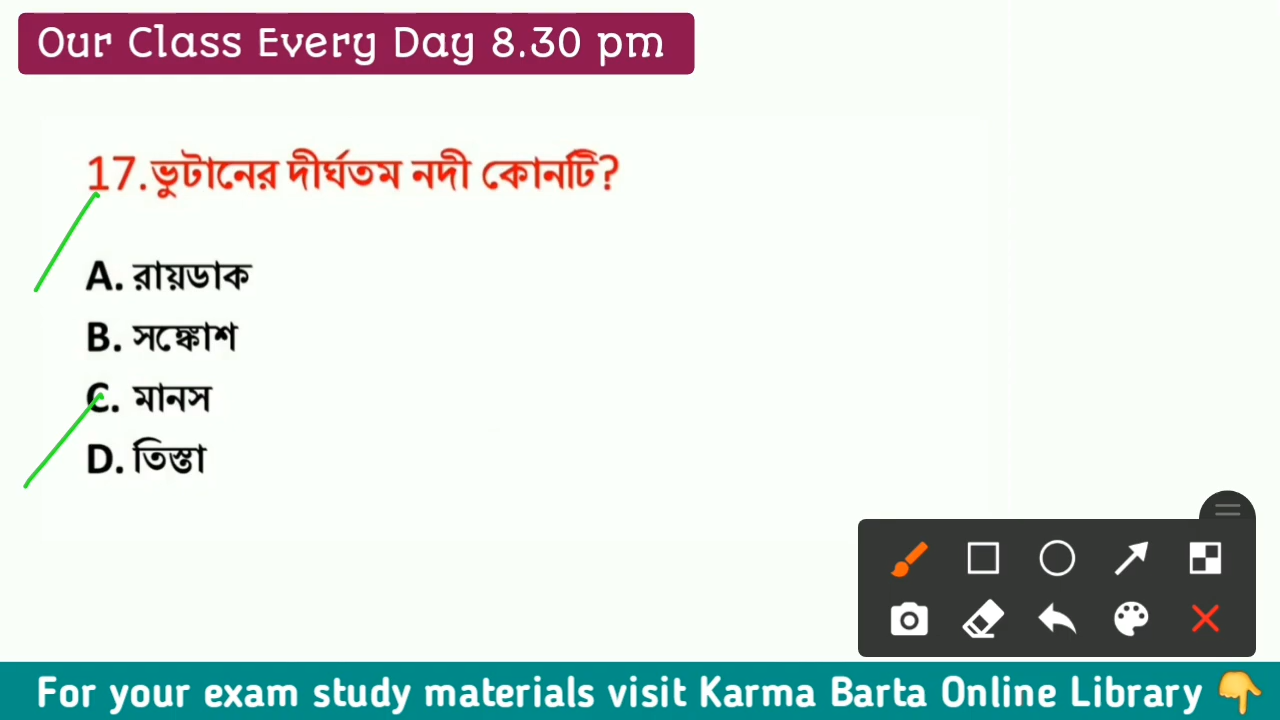 Our Class Every Day 8.30 pm
17.ভুটানের দীর্ঘতম নদী কোনটি?
A. রায়ডাক
B. সঙ্কোশ
C. মানস
D. তিস্তা
For your exam study materials visit Karma Barta Online Library 👇